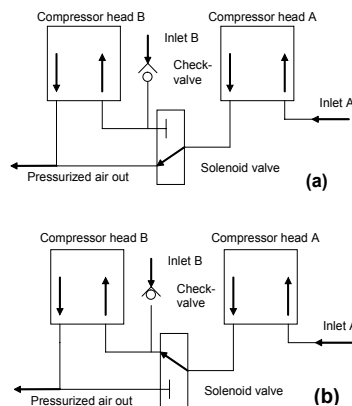 Compressor head B
Compressor head A
Inlet B
Check-
valve
Inlet A
Solenoid valve
Pressurized air out
(a)
Compressor head B
Compressor head A
Inlet B
Check-
valve
Inlet A
Solenoid valve
Pressurized air out
(b)